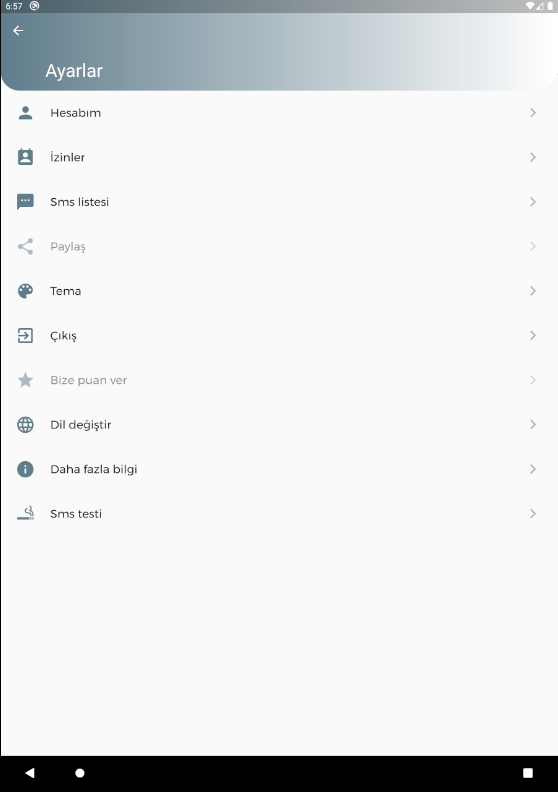 6:57
Ayarlar
Hesabım
İzinler
Sms listesi
Paylaş
Tema
Çıkış
Bize puan ver
Dil değiştir
Daha fazla bilgi
Sms testi